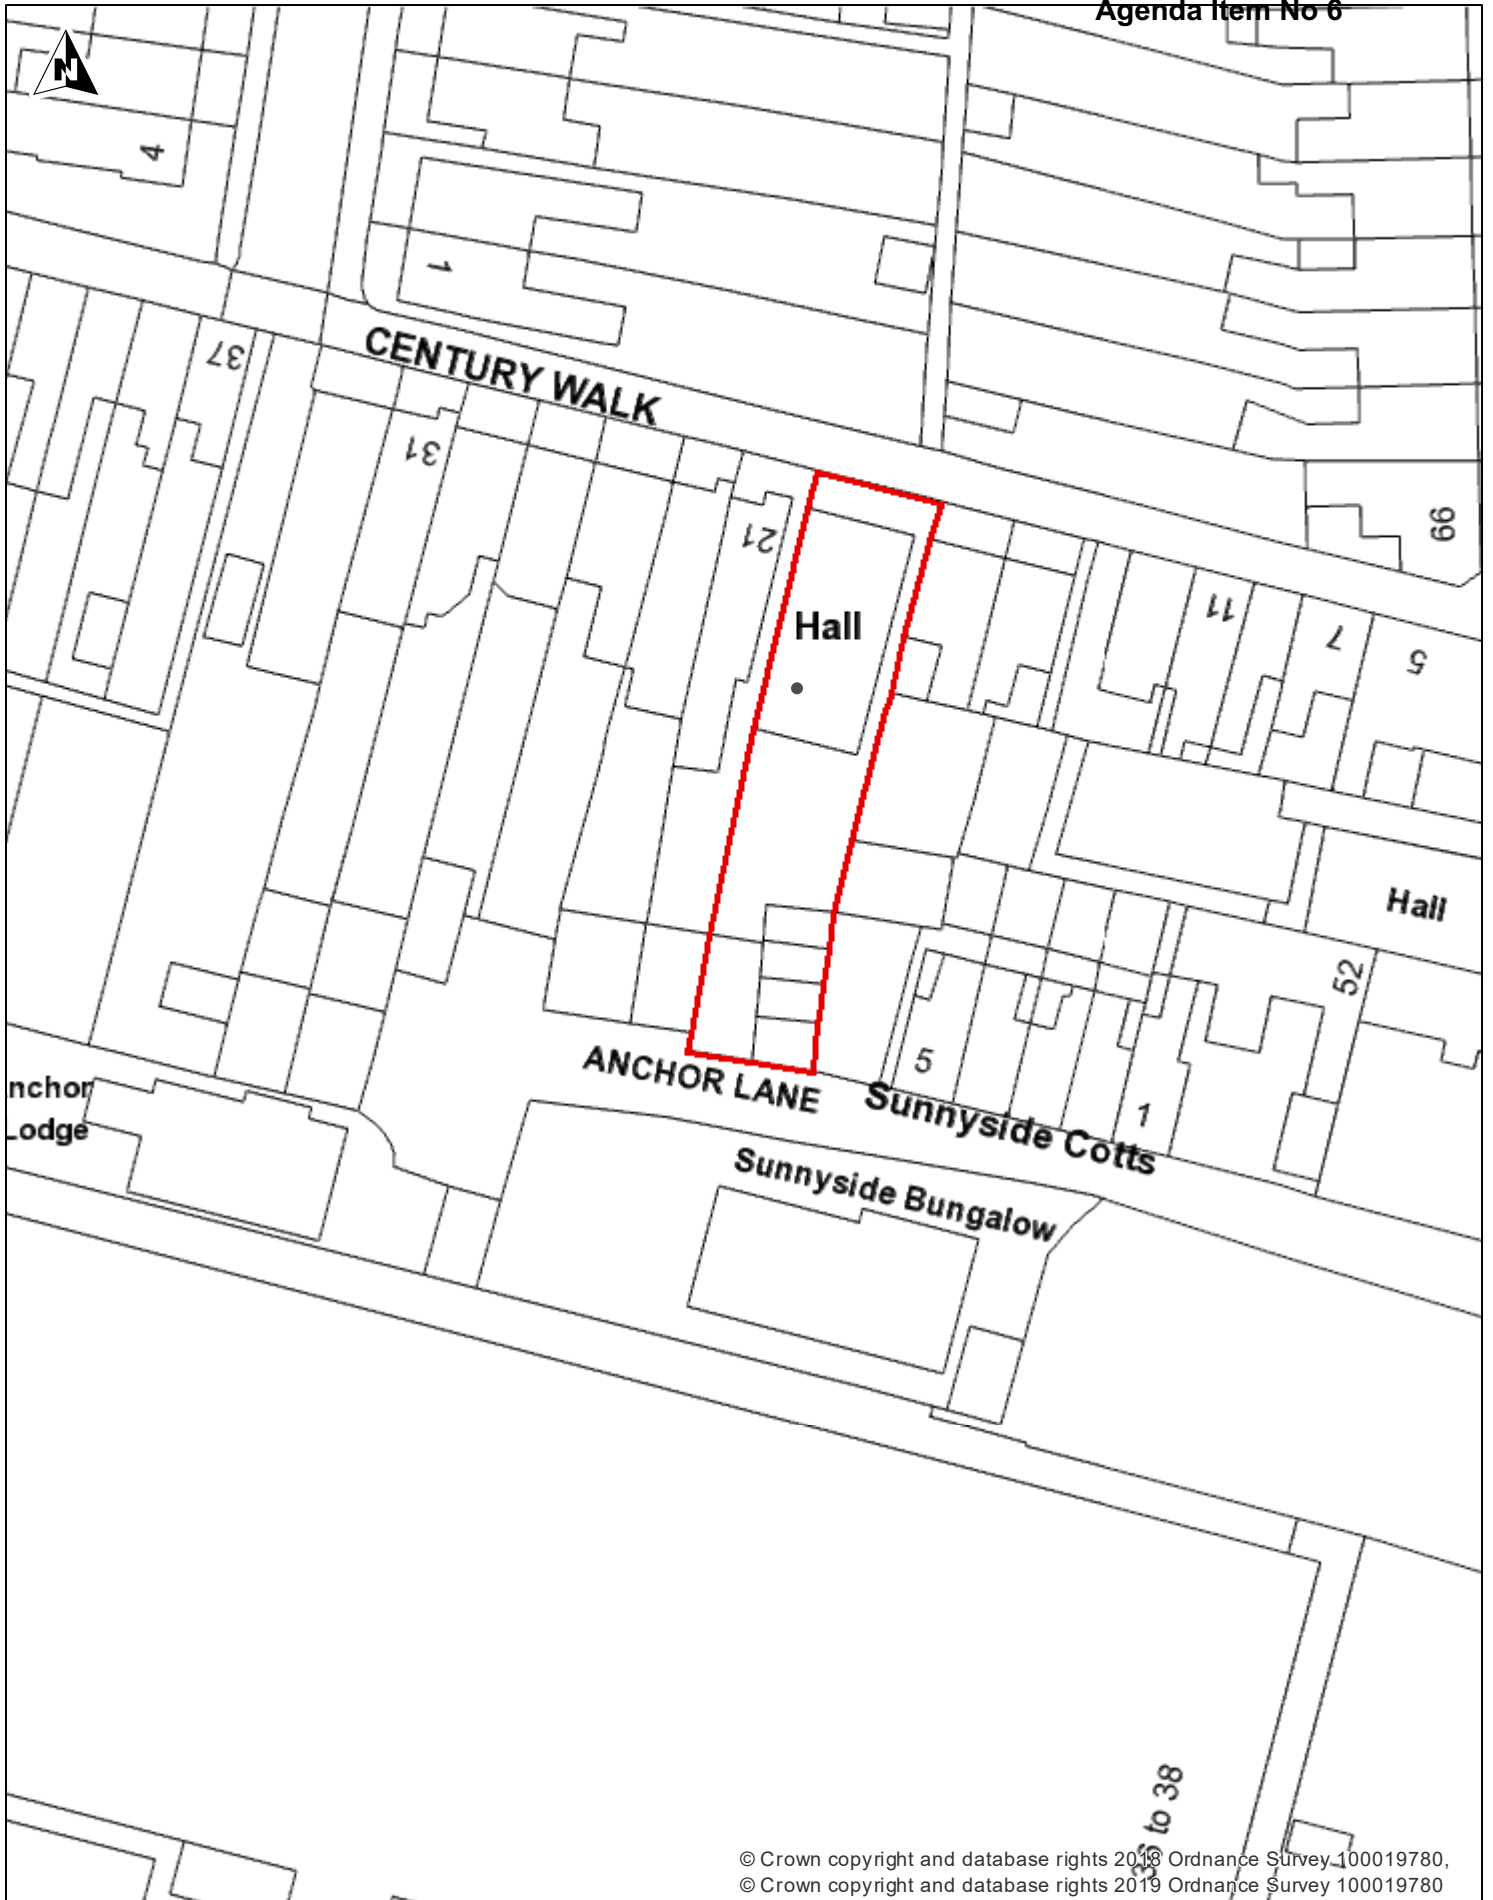 Agenda Item No 6
N
4
1
37
CENTURY WALK
31
21
66
Hall
11
7
5
Hall
52
ANCHOR LANE
5
Sunnyside Cotts
1
nchor
Lodge
Sunnyside Bungalow
36 to 38
© Crown copyright and database rights 2018 Ordnance Survey 100019780,
© Crown copyright and database rights 2019 Ordnance Survey 100019780